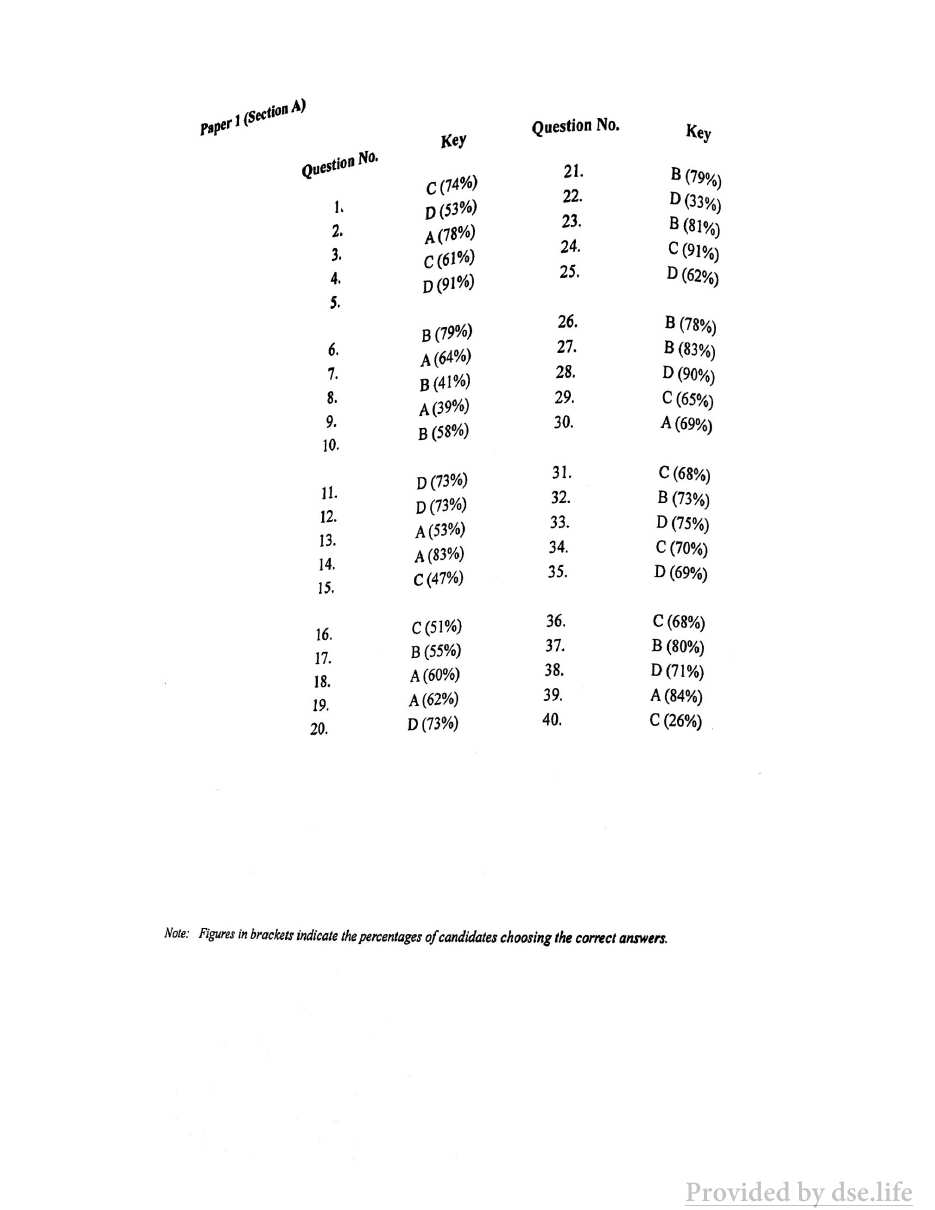 Paper 1 (Section A)
Question No. Key Question No. Key
1. C (74%) 21. B (79%)
2. D (53%) 22. D (33%)
3. A (78%) 23. B (81%)
4. C (61%) 24. C (91%)
5. D (91%) 25. D (62%)
6. B (79%) 26. B (78%)
7. A (64%) 27. B (83%)
8. B (41%) 28. D (90%)
9. A (39%) 29. C (65%)
10. B (58%) 30. A (69%)
11. D (73%) 31. C (68%)
12. D (73%) 32. B (73%)
13. A (53%) 33. D (75%)
14. A (83%) 34. C (70%)
15. C (47%) 35. D (69%)
16. C (51%) 36. C (68%)
17. B (55%) 37. B (80%)
18. A (60%) 38. D (71%)
19. A (62%) 39. A (84%)
20. D (73%) 40. C (26%)
Note: Figures in brackets indicate the percentages of candidates choosing the correct answers.
Provided by dse.life